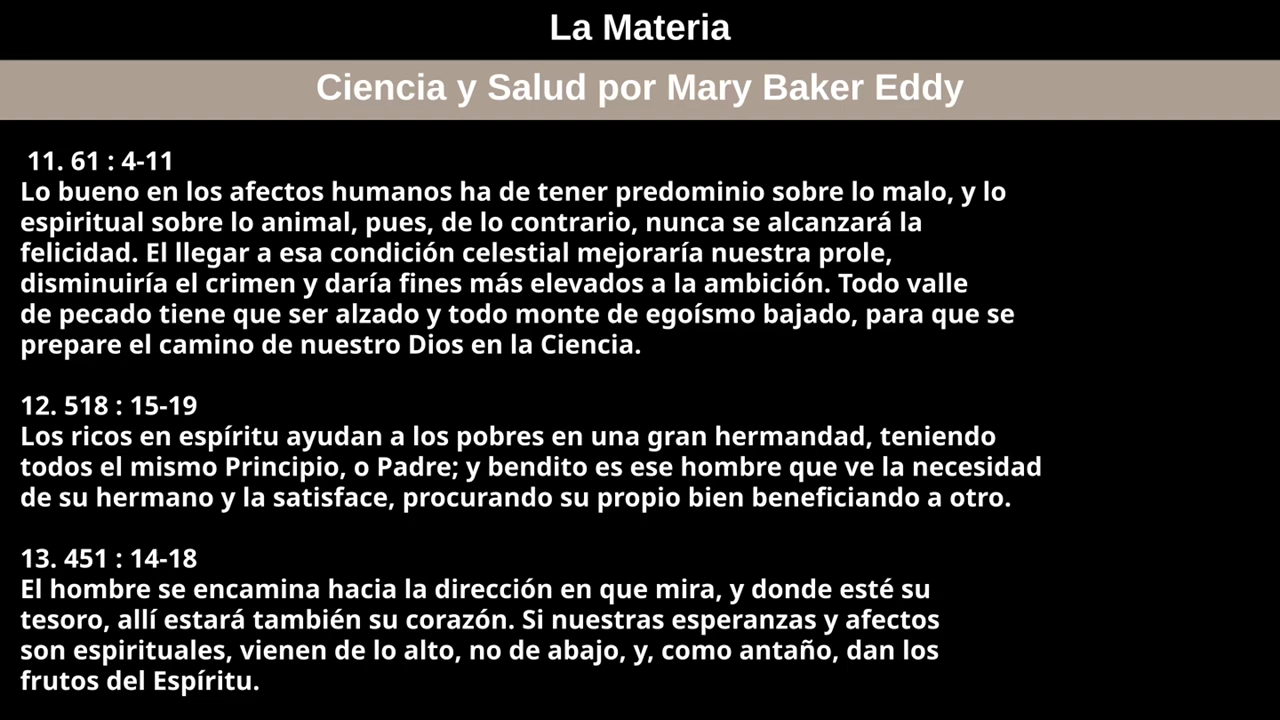 La Materia
Ciencia y Salud por Mary Baker Eddy
11. 61 : 4-11
Lo bueno en los afectos humanos ha de tener predominio sobre lo malo, y lo
espiritual sobre lo animal, pues, de lo contrario, nunca se alcanzará la
felicidad. El llegar a esa condición celestial mejoraría nuestra prole,
disminuiría el crimen y daría fines más elevados a la ambición. Todo valle
de pecado tiene que ser alzado y todo monte de egoísmo bajado, para que se
prepare el camino de nuestro Dios en la Ciencia.
12. 518 : 15-19
Los ricos en espíritu ayudan a los pobres en una gran hermandad, teniendo
todos el mismo Principio, o Padre; y bendito es ese hombre que ve la necesidad
de su hermano y la satisface, procurando su propio bien beneficiando a otro.
13. 451 : 14-18
El hombre se encamina hacia la dirección en que mira, y donde esté su
tesoro, allí estará también su corazón. Si nuestras esperanzas y afectos
son espirituales, vienen de lo alto, no de abajo, y, como antaño, dan los
frutos del Espíritu.